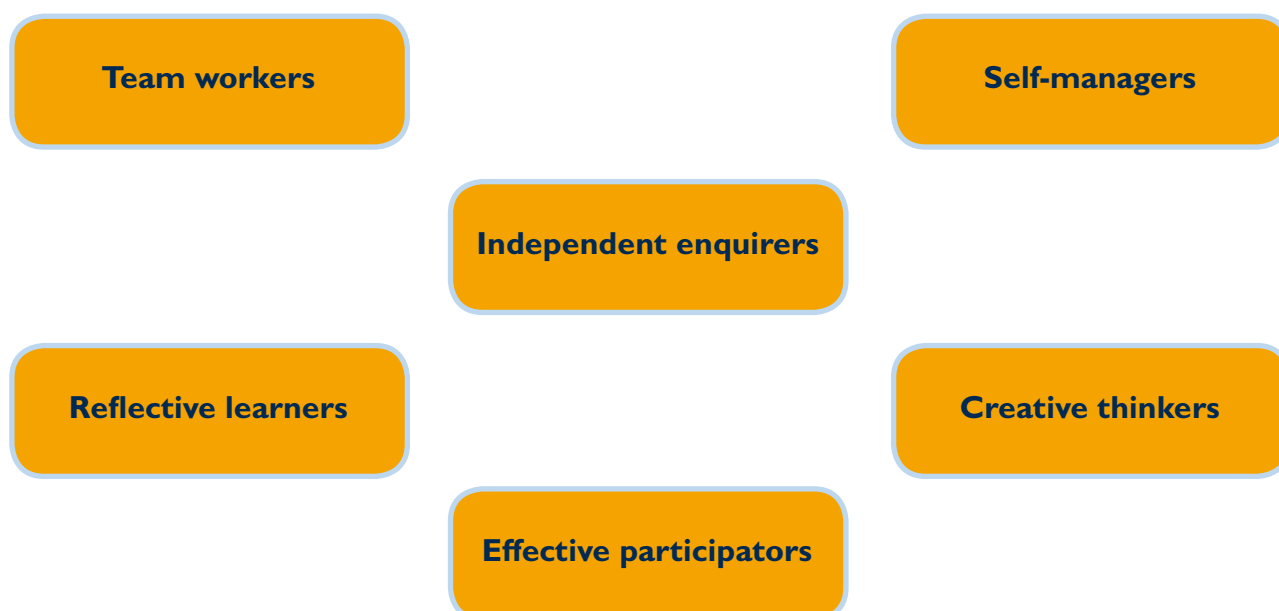 Team workers
Self-managers
Independent enquirers
Reflective learners
Creative thinkers
Effective participators